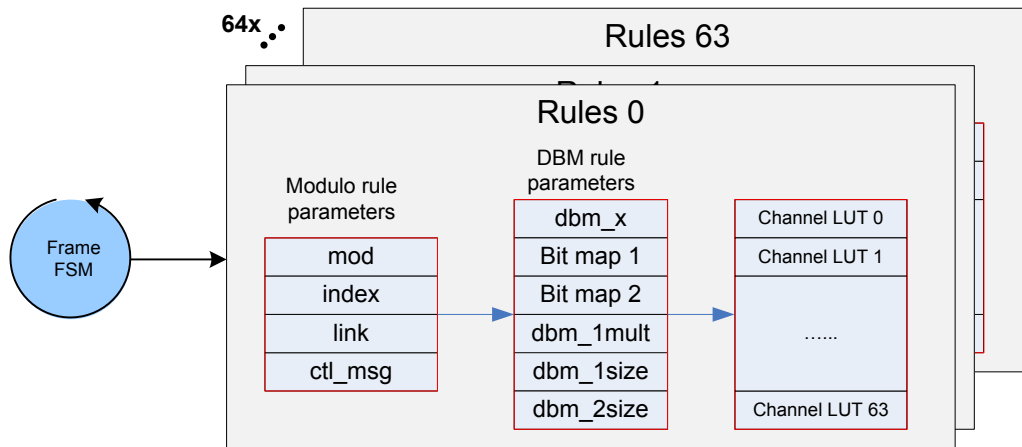 64x
Rules 63
Rules 0
Modulo rule
parameters
DBM rule
parameters
Frame
FSM
mod
index
link
ctl_msg
dbm_x
Bit map 1
Bit map 2
dbm_1mult
dbm_1size
dbm_2size
Channel LUT 0
Channel LUT 1
…...
Channel LUT 63